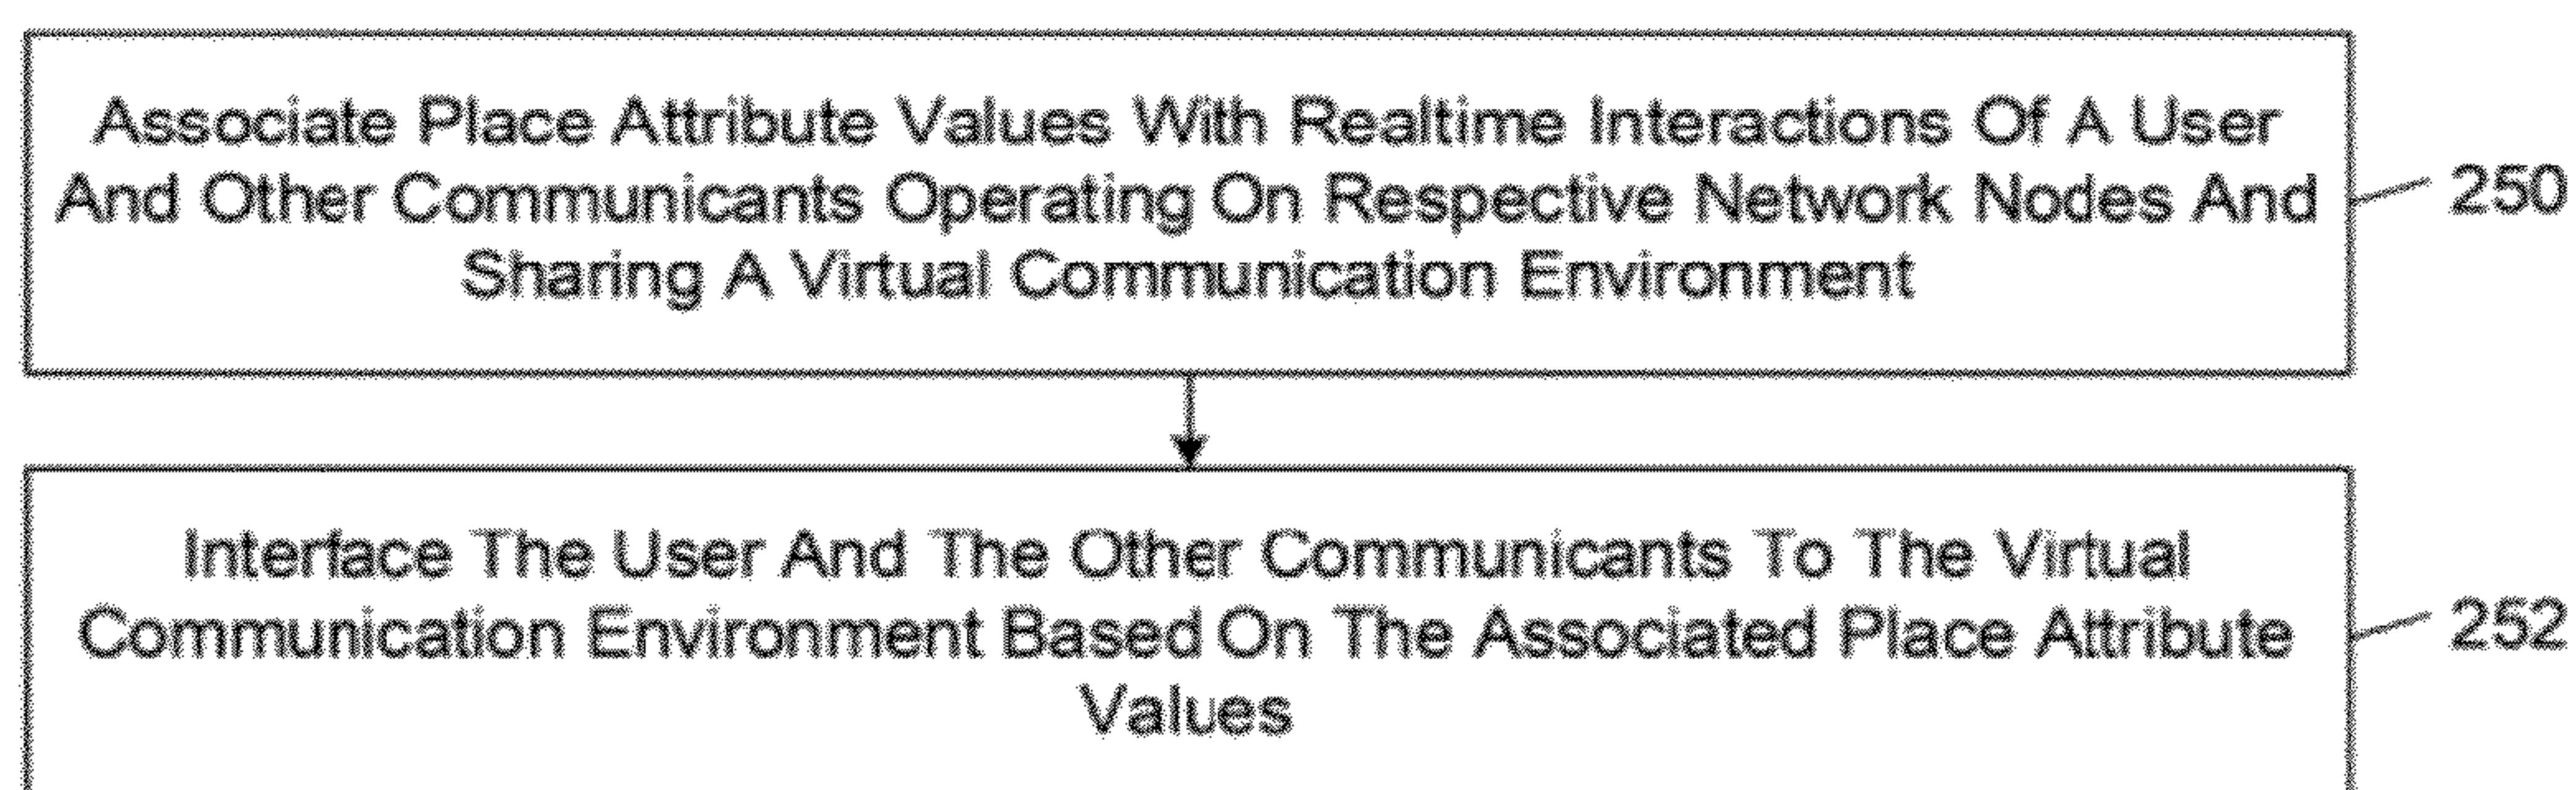 Associate Place Attribute Values With Realtime Interactions Of A User
And Other Communicants Operating On Respective Network Nodes And
Sharing A Virtual Communication Environment
250
Interface The User And The Other Communicants To The Virtual
Communication Environment Based On The Associated Place Attribute
Values
252